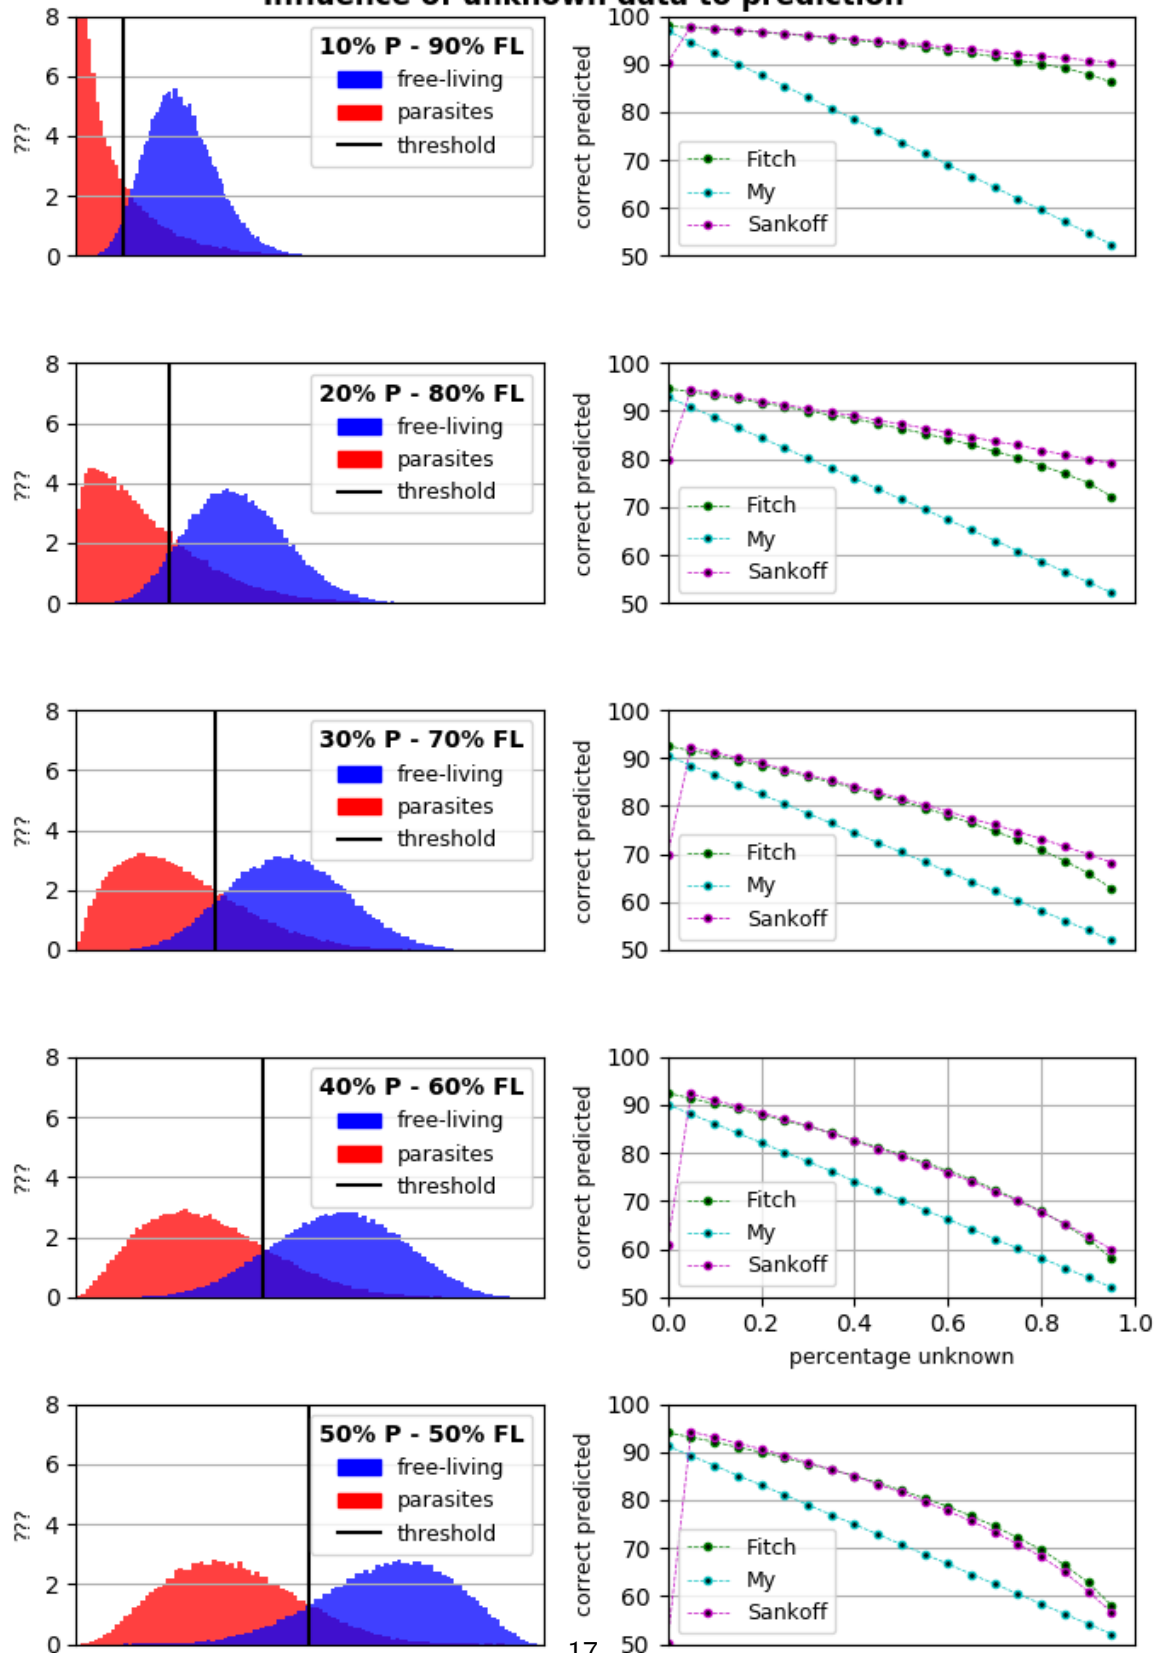 Influence of unknown data to prediction
8
6
4
2
0
???
10% P - 90% FL
free-living
parasites
threshold
100
90
80
70
60
50
correct predicted
Fitch
My
Sankoff
8
6
4
2
0
???
20% P - 80% FL
free-living
parasites
threshold
100
90
80
70
60
50
correct predicted
Fitch
My
Sankoff
8
6
4
2
0
???
30% P - 70% FL
free-living
parasites
threshold
100
90
80
70
60
50
correct predicted
Fitch
My
Sankoff
8
6
4
2
0
???
40% P - 60% FL
free-living
parasites
threshold
100
90
80
70
60
50
correct predicted
Fitch
My
Sankoff
0.0 0.2 0.4 0.6 0.8 1.0
percentage unknown
8
6
4
2
0
???
50% P - 50% FL
free-living
parasites
threshold
100
90
80
70
60
50
correct predicted
Fitch
My
Sankoff
17